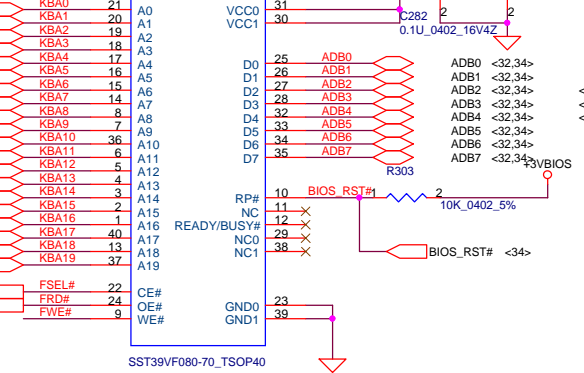 KBA0 21 A0 VCC0 31
KBA1 20 A1 VCC1 30
KBA2 19 A2
KBA3 18 A3
KBA4 17 A4 D0 25 ADB0
KBA5 16 A5 D1 26 ADB1
KBA6 15 A6 D2 27 ADB2
KBA7 14 A7 D3 28 ADB3
KBA8 8 A8 D4 32 ADB4
KBA9 7 A9 D5 33 ADB5
KBA10 36 A10 D6 34 ADB6
KBA11 6 A11 D7 35 ADB7
KBA12 5 A12
KBA13 4 A13
KBA14 3 A14 RP# 10 BIOS_RST#
KBA15 2 A15 NC 11
KBA16 1 A16 READY/BUSY# 12
KBA17 40 A17 NC0 29
KBA18 13 A18 NC1 38
KBA19 37 A19
FSEL# 22 CE# GND0 23
FRD# 24 OE# GND1 39
FWE# 9 WE#
SST39VF080-70_TSOP40
C282
0.1U_0402_16V4Z
2
2
ADB0 <32,34>
ADB1 <32,34>
ADB2 <32,34>
ADB3 <32,34>
ADB4 <32,34>
ADB5 <32,34>
ADB6 <32,34>
ADB7 <32,34>
+3VBIOS
R303
1 2
10K_0402_5%
BIOS_RST# <34>